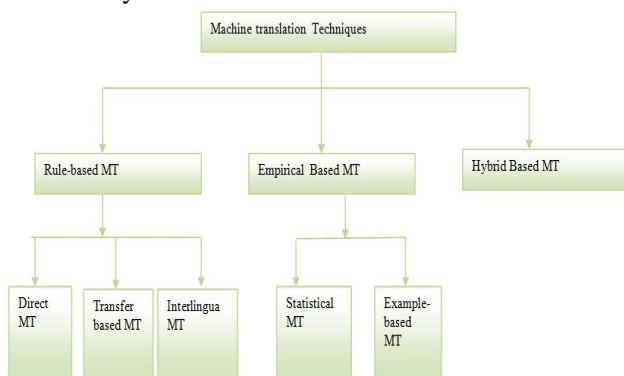 Machine translation Techniques
Rule-based MT
Empirical Based MT
Hybrid Based MT
Direct
MT
Transfer
based MT
Interlingua
MT
Statistical
MT
Example-
based
MT